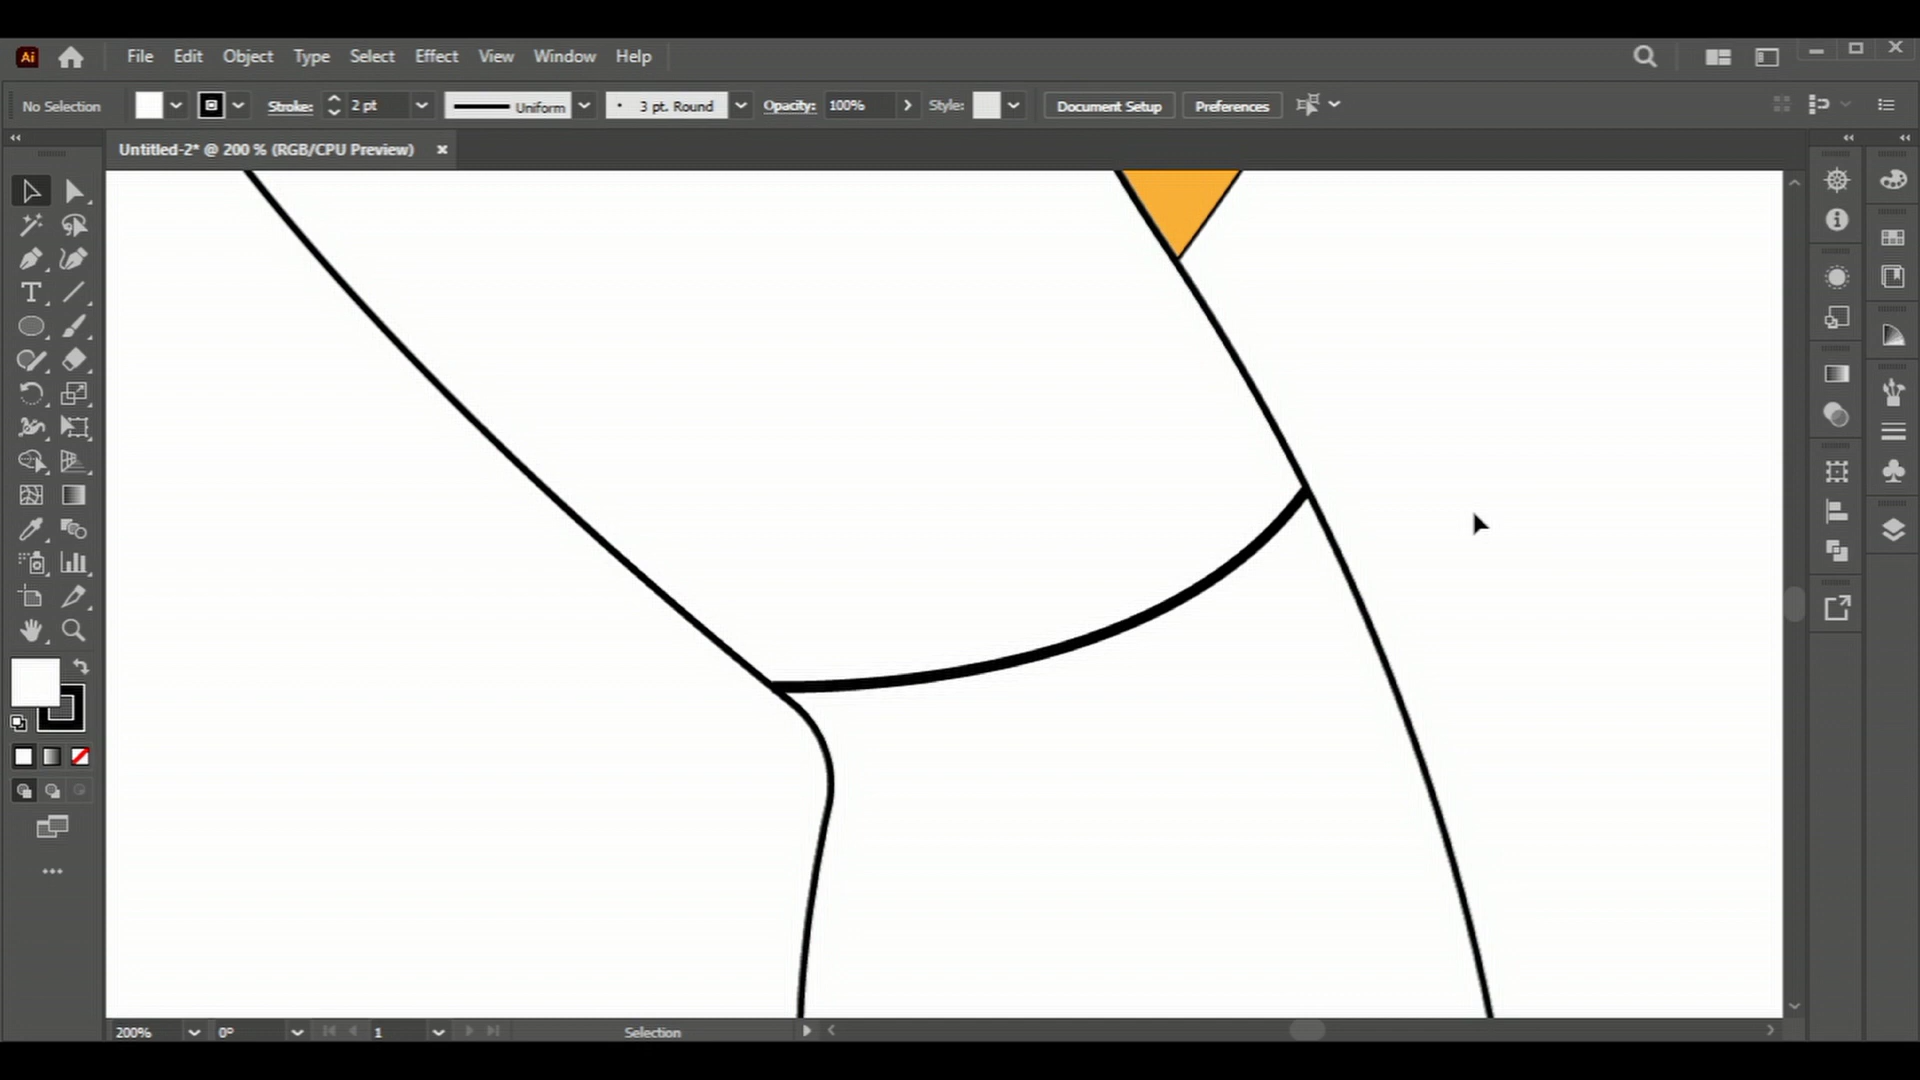 Ai File Edit Object Type Select Effect View Window Help
No Selection Stroke: 2 pt Uniform 3 pt. Round Opacity: 100% Style: Document Setup Preferences
Untitled-2* @ 200 % (RGB/CPU Preview)
200% 0° 1 Selection